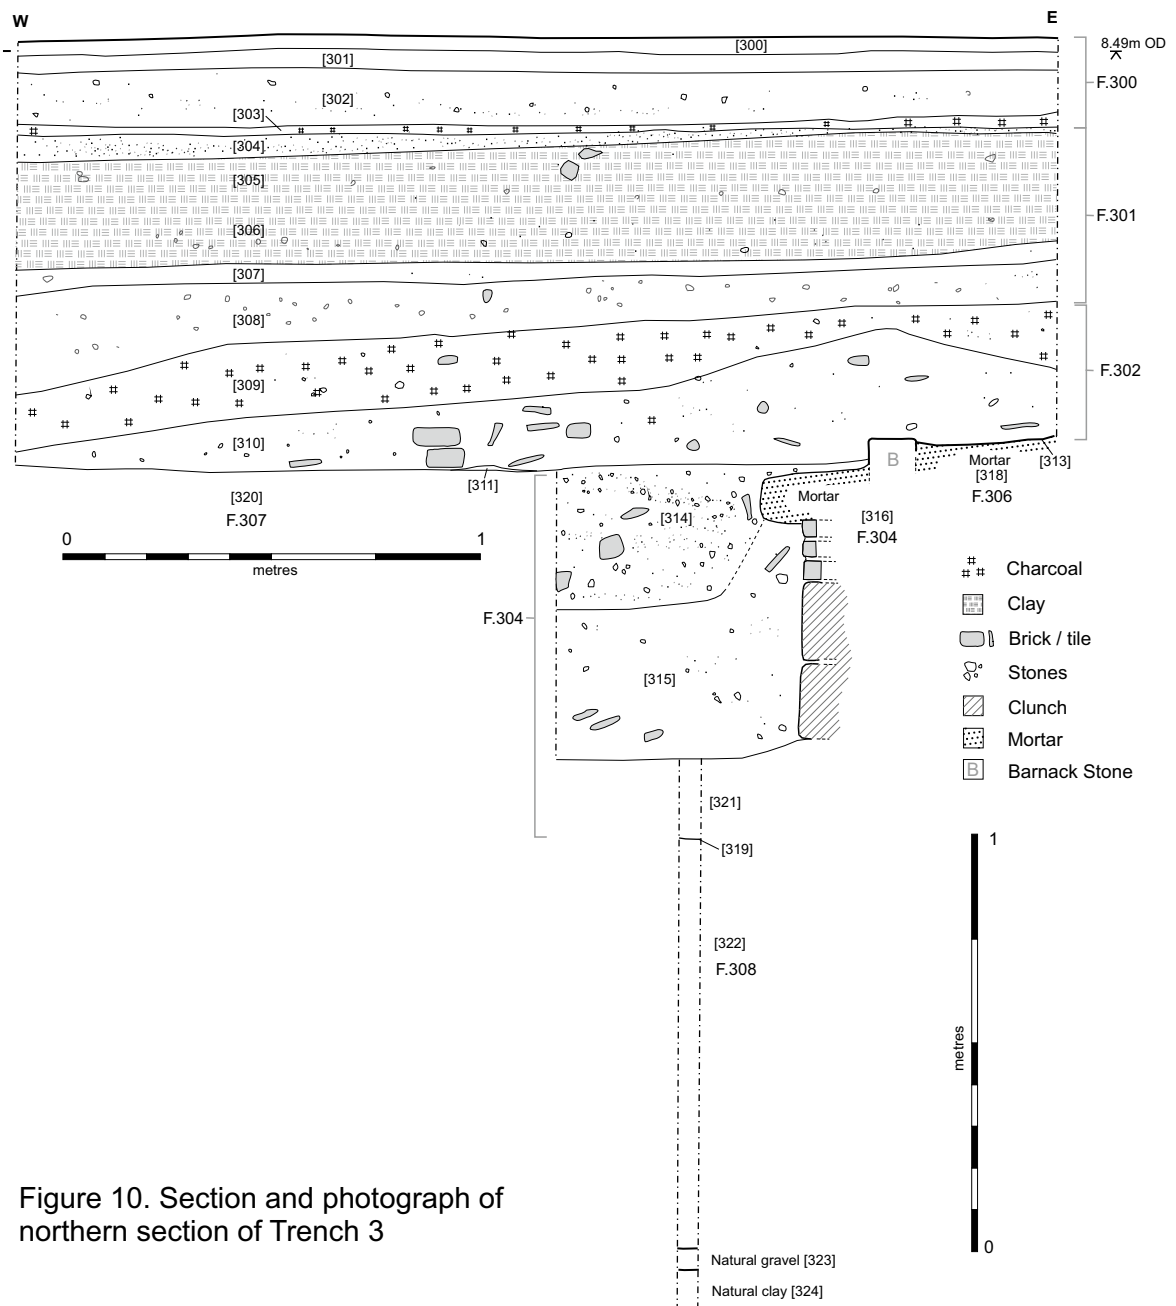 W
E
8.49m OD
[300]
[301]
F.300
[302]
[303]
[304]
[305]
F.301
[306]
[307]
[308]
F.302
[309]
[310]
B
Mortar
[313]
[318]
F.306
[311]
[320]
F.307
Mortar
[314]
[316]
F.304
0
1
metres
Charcoal
Clay
F.304
Brick / tile
Stones
[315]
Clunch
Mortar
B
Barnack Stone
[321]
1
[319]
[322]
F.308
metres
Figure 10. Section and photograph of
northern section of Trench 3
0
Natural gravel [323]
Natural clay [324]